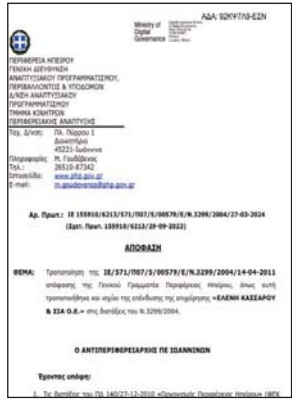 ΑΔΑ: 92ΚΨ7Λ9-ΕΣΝ
Ministry of
Digital
Governance
ΠΕΡΙΦΕΡΕΙΑ ΗΠΕΙΡΟΥ
ΓΕΝΙΚΗ ΔΙΕΥΘΥΝΣΗ
ΑΝΑΠΤΥΞΙΑΚΟΥ ΠΡΟΓΡΑΜΜΑΤΙΣΜΟΥ,
ΠΕΡΙΒΑΛΛΟΝΤΟΣ & ΥΠΟΔΟΜΩΝ
Δ/ΝΣΗ ΑΝΑΠΤΥΞΙΑΚΟΥ
ΠΡΟΓΡΑΜΜΑΤΙΣΜΟΥ
ΤΜΗΜΑ ΚΙΝΗΤΡΩΝ
ΠΕΡΙΦΕΡΕΙΑΚΗΣ ΑΝΑΠΤΥΞΗΣ
Ταχ. Δ/νση: Πλ. Πύρρου 1
Διοικητήριο
45221-Ιωάννινα
Πληροφορίες Μ. Γουδέβενος
Τηλ.: 26510-87342
Ιστοσελίδα: www.php.gov.gr
E-mail: m.goudevenos@php.gov.gr
Αρ. Πρωτ.: ΙΕ 155910/6213/571/Π07/5/00579/Ε/Ν.3299/2004/27-03-2024
(Σχετ. Πρωτ. 155910/6213/29-09-2022)
ΑΠΟΦΑΣΗ
ΘΕΜΑ: Τροποποίηση της ΙΕ/571/Π07/5/00579/Ε/Ν.3299/2004/14-04-2011
απόφασης της Γενικού Γραμματέα Περιφέρειας Ηπείρου, όπως αυτή
τροποποιήθηκε και ισχύει της επένδυσης της επιχείρησης «ΕΛΕΝΗ ΚΑΣΣΑΡΟΥ
& ΣΙΑ Ο.Ε.» στις διατάξεις του Ν.3299/2004.
Ο ΑΝΤΙΠΕΡΙΦΕΡΕΙΑΡΧΗΣ ΠΕ ΙΩΑΝΝΙΝΩΝ
Έχοντας υπόψη:
1. Τις διατάξεις του ΠΔ 140/27-12-2010 «Οργανισμός Περιφέρειας Ηπείρου» (ΦΕΚ